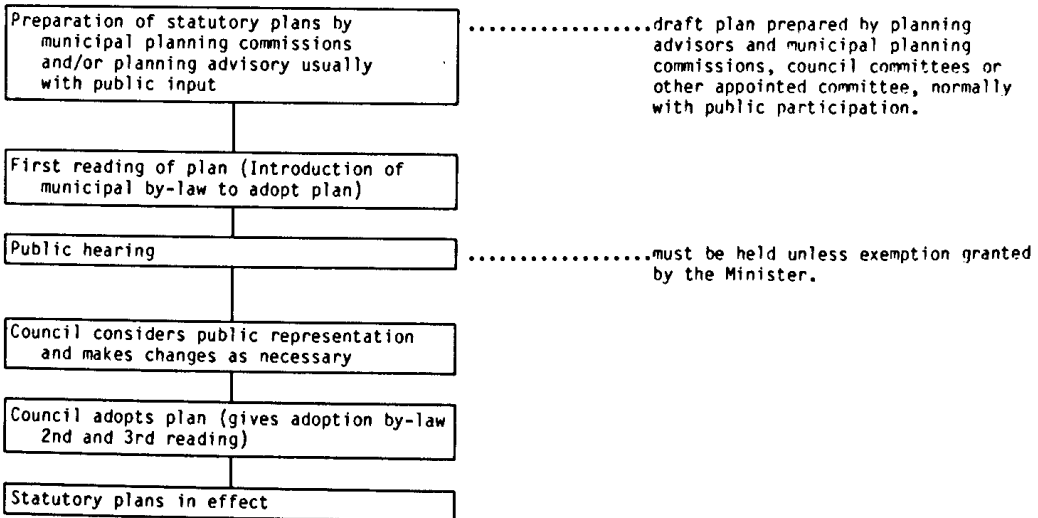 Preparation of statutory plans by
municipal planning commissions
and/or planning advisory usually
with public input
..................draft plan prepared by planning
advisors and municipal planning
commissions, council committees or
other appointed committee, normally
with public participation.
First reading of plan (Introduction of
municipal by-law to adopt plan)
Public hearing
..................must be held unless exemption granted
by the Minister.
Council considers public representation
and makes changes as necessary
Council adopts plan (gives adoption by-law
2nd and 3rd reading)
Statutory plans in effect